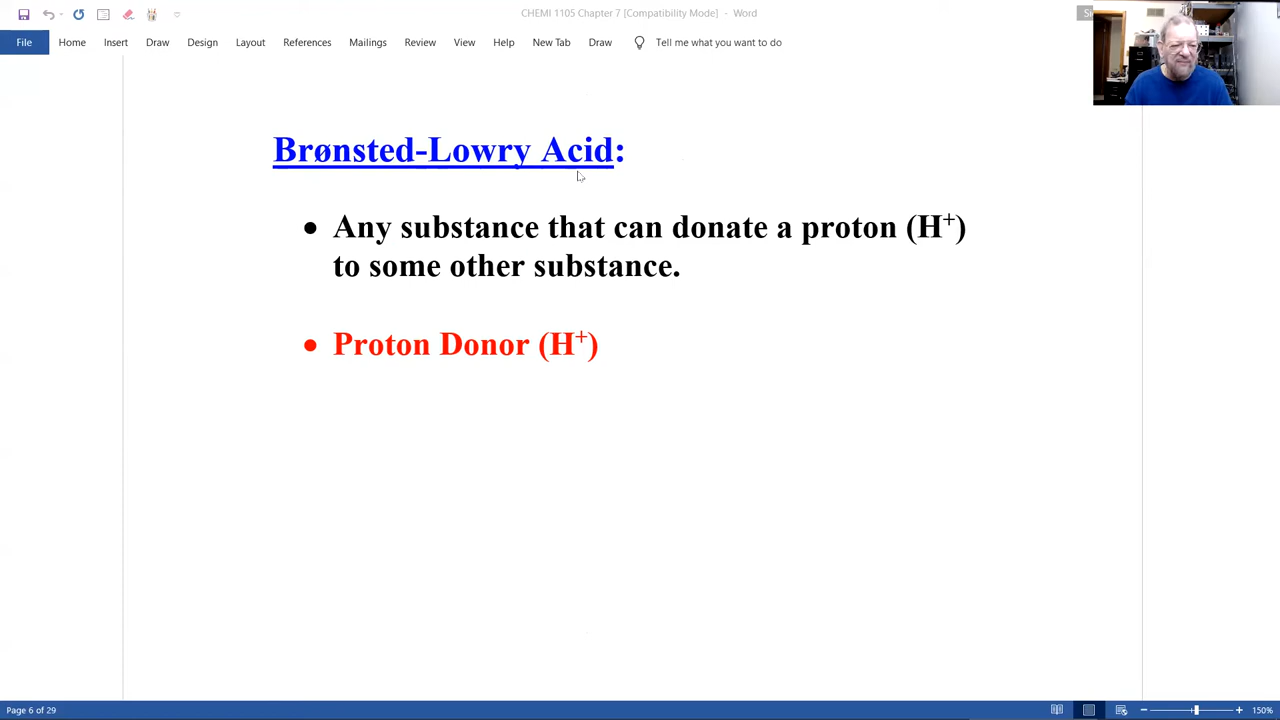 CHEMI 1105 Chapter 7 [Compatibility Mode] - Word
File Home Insert Draw Design Layout References Mailings Review View Help New Tab Draw Tell me what you want to do
Brønsted-Lowry Acid:
• Any substance that can donate a proton (H⁺)
to some other substance.
• Proton Donor (H⁺)
Page 6 of 29
150%